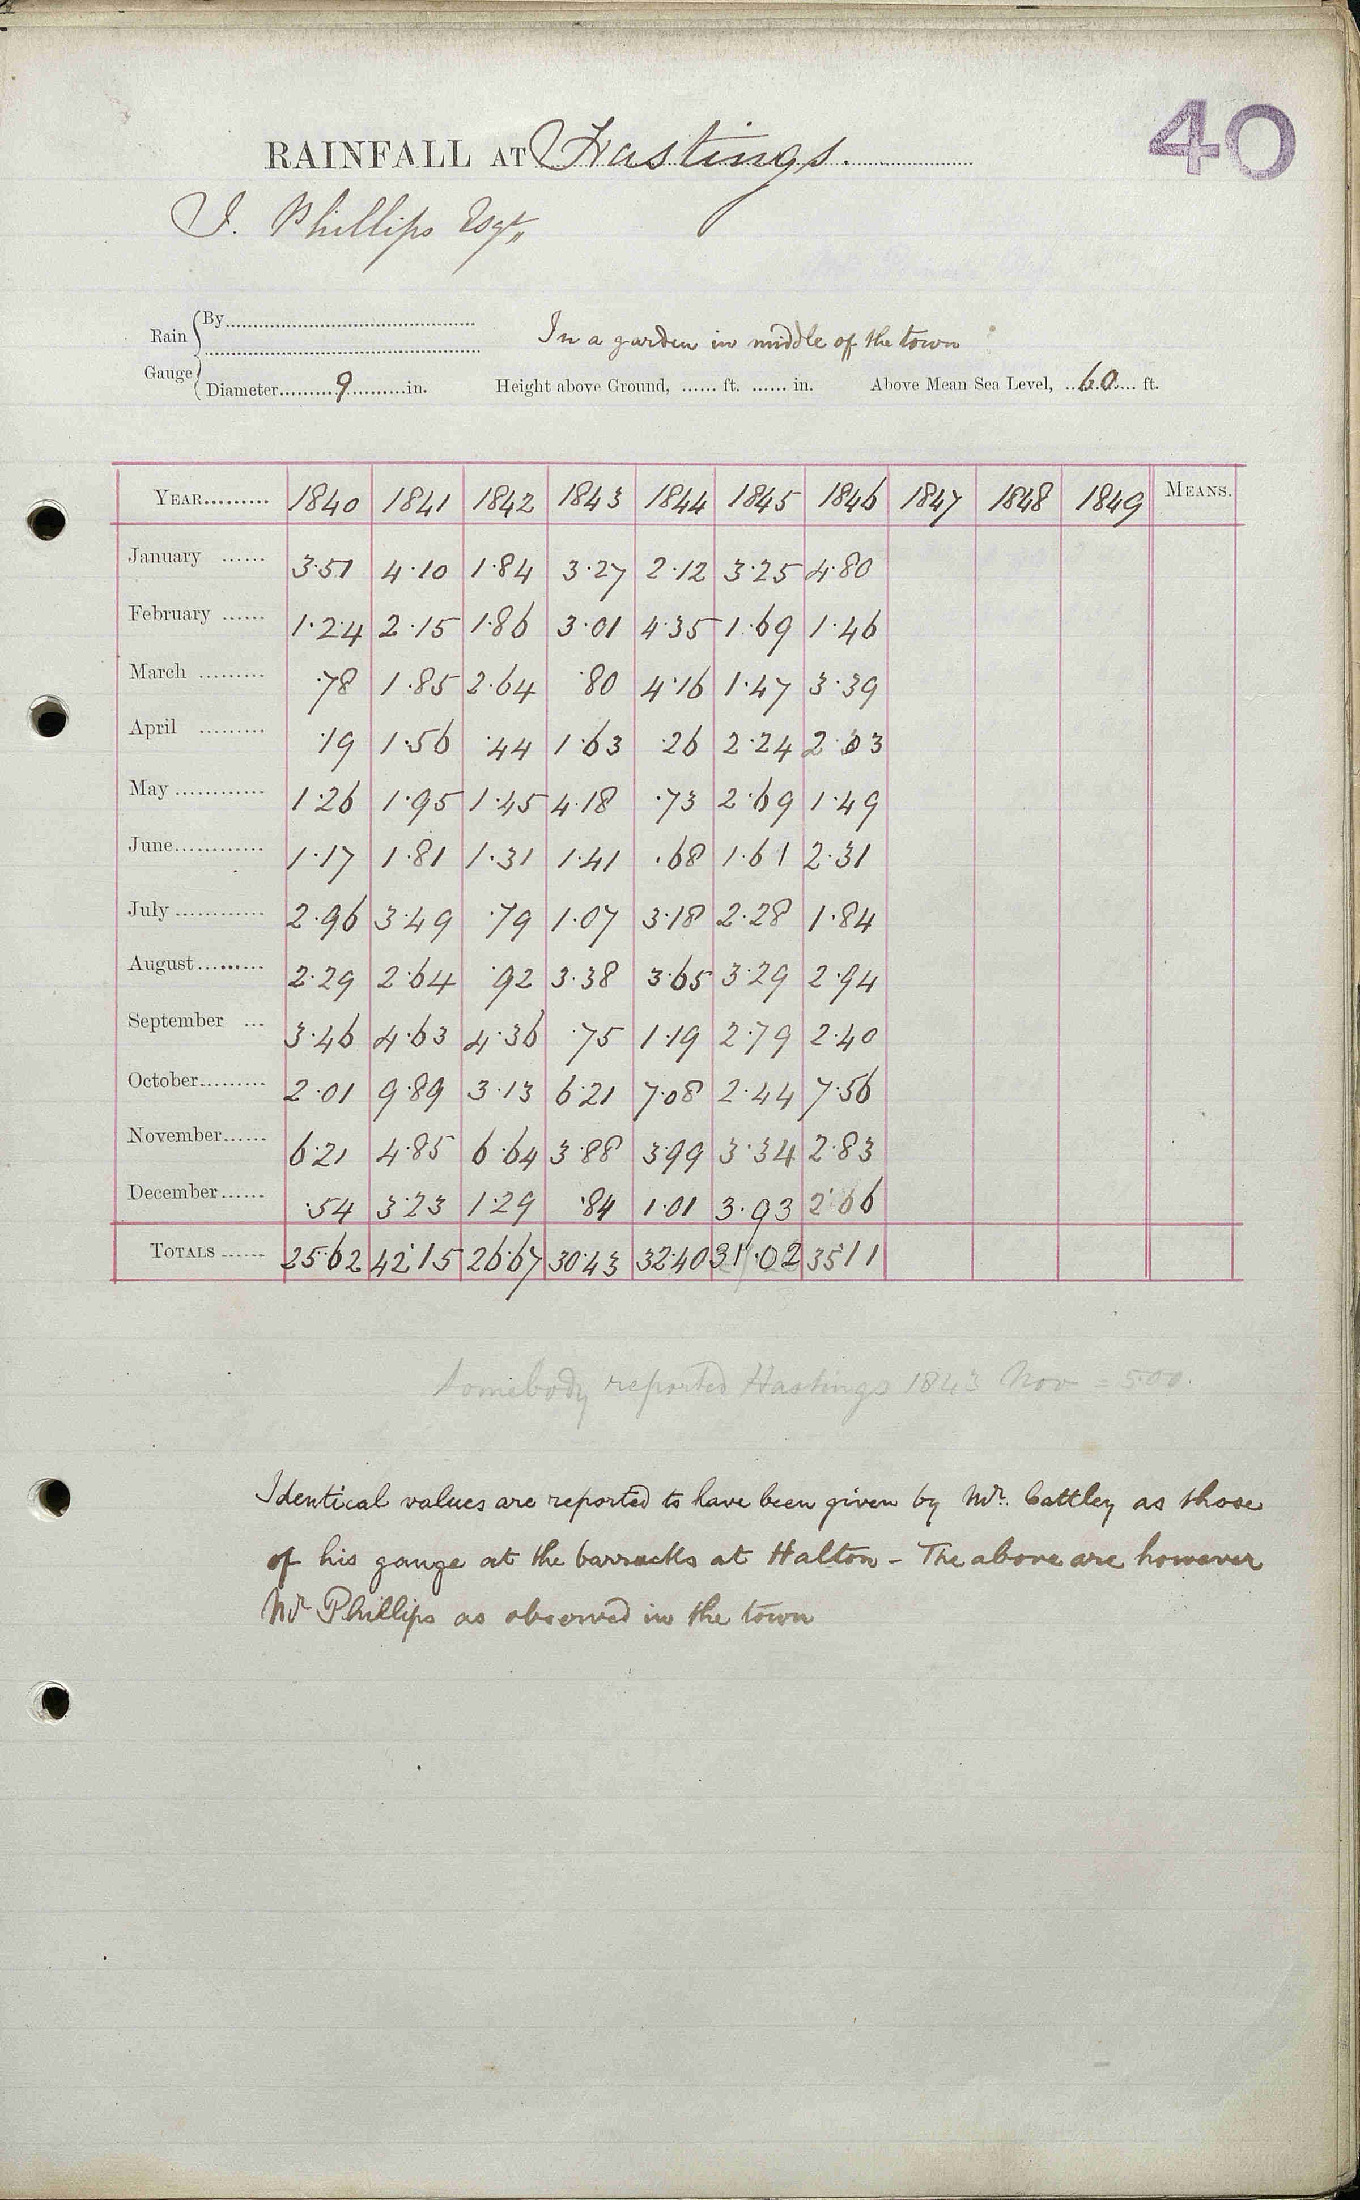 40
RAINFALL AT Hastings.
J. Phillips Esqr.
Rain Gauge
By
In a garden in middle of the town
Diameter 9 in. Height above Ground, ...... ft. ...... in. Above Mean Sea Level, 60 ft.
YEAR 1840 1841 1842 1843 1844 1845 1846 1847 1848 1849 MEANS.
January 3.51 4.10 1.84 3.27 2.12 3.25 4.80
February 1.24 2.15 1.86 3.01 4.35 1.69 1.46
March .78 1.85 2.64 .80 4.16 1.47 3.39
April .19 1.56 .44 1.63 .26 2.24 2.03
May 1.26 1.95 1.45 4.18 .73 2.69 1.49
June 1.17 1.81 1.31 1.41 .68 1.61 2.31
July 2.96 3.49 .79 1.07 3.18 2.28 1.84
August 2.29 2.64 .92 3.38 3.65 3.29 2.94
September 3.46 4.63 4.36 .75 1.19 2.79 2.40
October 2.01 9.89 3.13 6.21 7.08 2.44 7.56
November 6.21 4.85 6.64 3.88 3.99 3.34 2.83
December .54 3.23 1.29 .84 1.01 3.93 2.06
TOTALS 25.62 42.15 26.67 30.43 32.40 31.02 35.11
Somebody reported Hastings 1843 Nov = 5.00.
Identical values are reported to have been given by Mr. Cattley as those
of his gauge at the barracks at Halton - The above are however
Mr Phillips as observed in the town